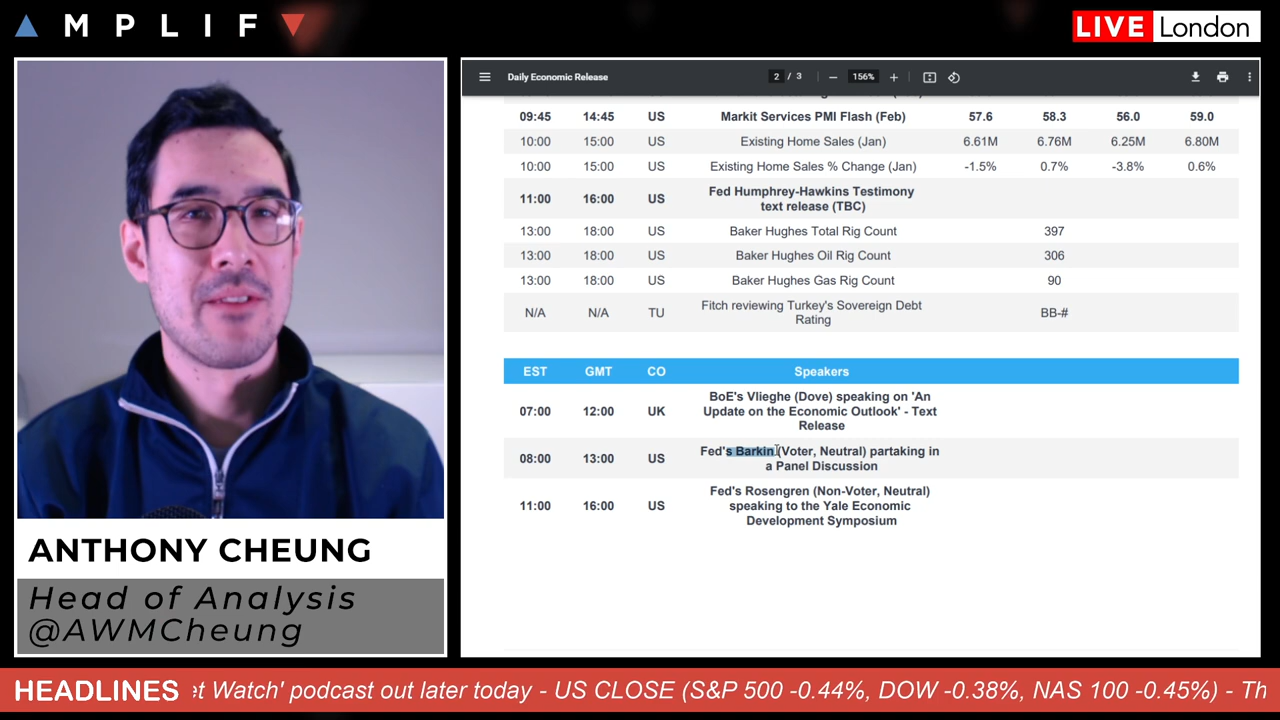 AMPLIFY
LIVE London
Daily Economic Release
2 / 3
156%
09:45 14:45 US Markit Services PMI Flash (Feb) 57.6 58.3 56.0 59.0
10:00 15:00 US Existing Home Sales (Jan) 6.61M 6.76M 6.25M 6.80M
10:00 15:00 US Existing Home Sales % Change (Jan) -1.5% 0.7% -3.8% 0.6%
11:00 16:00 US Fed Humphrey-Hawkins Testimony
text release (TBC)
13:00 18:00 US Baker Hughes Total Rig Count 397
13:00 18:00 US Baker Hughes Oil Rig Count 306
13:00 18:00 US Baker Hughes Gas Rig Count 90
N/A N/A TU Fitch reviewing Turkey's Sovereign Debt
Rating BB-#
EST GMT CO Speakers
07:00 12:00 UK BoE's Vlieghe (Dove) speaking on 'An
Update on the Economic Outlook' - Text
Release
08:00 13:00 US Fed's Barkin (Voter, Neutral) partaking in
a Panel Discussion
11:00 16:00 US Fed's Rosengren (Non-Voter, Neutral)
speaking to the Yale Economic
Development Symposium
ANTHONY CHEUNG
Head of Analysis
@AWMCheung
HEADLINES et Watch' podcast out later today - US CLOSE (S&P 500 -0.44%, DOW -0.38%, NAS 100 -0.45%) - Th